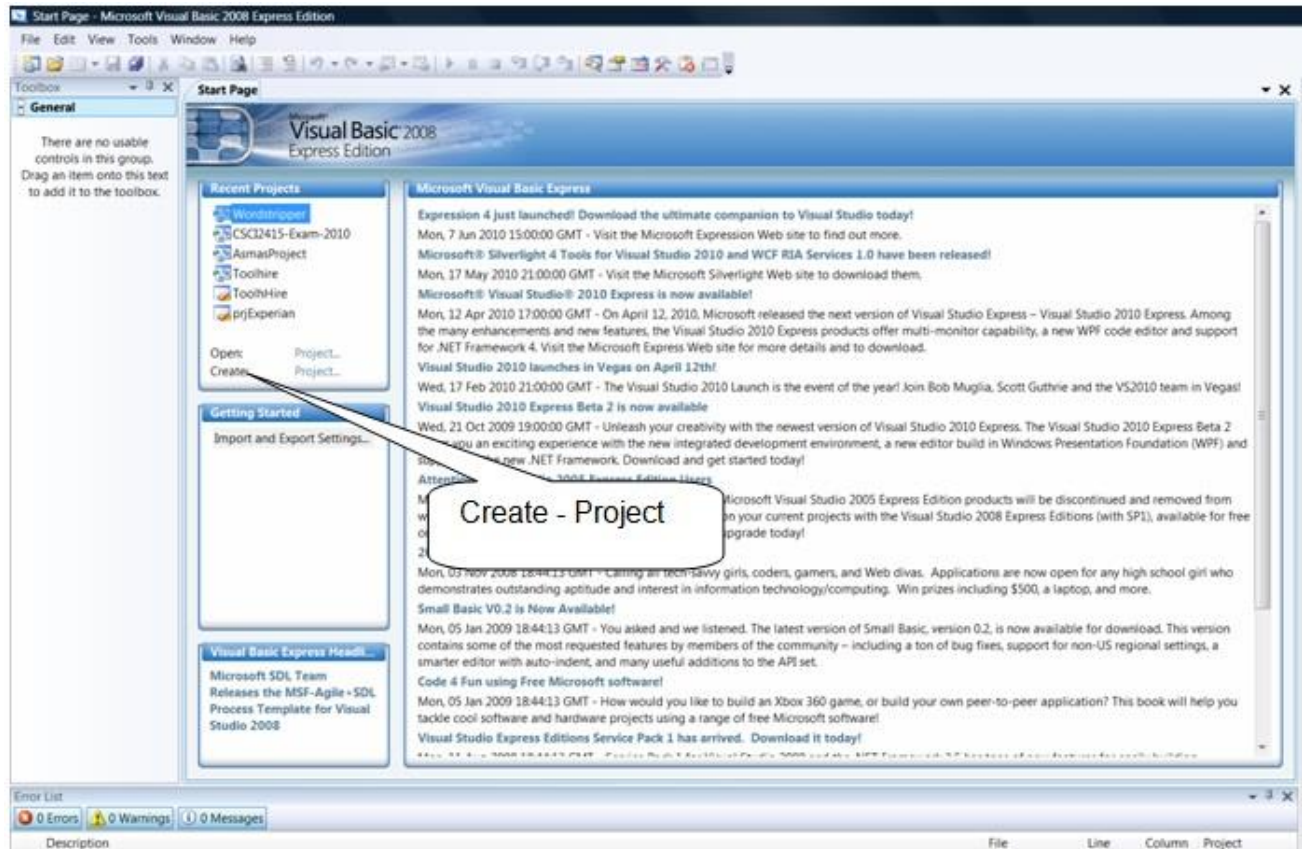 Start Page - Microsoft Visual Basic 2008 Express Edition
File Edit View Tools Window Help
Toolbox
General
There are no usable
controls in this group.
Drag an item onto this text
to add it to the toolbox.
Start Page
Microsoft
Visual Basic 2008
Express Edition
Recent Projects
Wordstripper
CSCI2415-Exam-2010
AsmasProject
Toolhire
ToolhHire
prjExperian
Open: Project...
Create: Project...
Getting Started
Import and Export Settings...
Visual Basic Express Headli...
Microsoft SDL Team
Releases the MSF-Agile+SDL
Process Template for Visual
Studio 2008
Microsoft Visual Basic Express
Expression 4 just launched! Download the ultimate companion to Visual Studio today!
Mon, 7 Jun 2010 15:00:00 GMT - Visit the Microsoft Expression Web site to find out more.
Microsoft® Silverlight 4 Tools for Visual Studio 2010 and WCF RIA Services 1.0 have been released!
Mon, 17 May 2010 21:00:00 GMT - Visit the Microsoft Silverlight Web site to download them.
Microsoft® Visual Studio® 2010 Express is now available!
Mon, 12 Apr 2010 17:00:00 GMT - On April 12, 2010, Microsoft released the next version of Visual Studio Express – Visual Studio 2010 Express. Among
the many enhancements and new features, the Visual Studio 2010 Express products offer multi-monitor capability, a new WPF code editor and support
for .NET Framework 4. Visit the Microsoft Express Web site for more details and to download.
Visual Studio 2010 launches in Vegas on April 12th!
Wed, 17 Feb 2010 21:00:00 GMT - The Visual Studio 2010 Launch is the event of the year! Join Bob Muglia, Scott Guthrie and the VS2010 team in Vegas!
Visual Studio 2010 Express Beta 2 is now available
Wed, 21 Oct 2009 19:00:00 GMT - Unleash your creativity with the newest version of Visual Studio 2010 Express. The Visual Studio 2010 Express Beta 2
you an exciting experience with the new integrated development environment, a new editor build in Windows Presentation Foundation (WPF) and
new .NET Framework. Download and get started today!
2005 Express Edition Users
Microsoft Visual Studio 2005 Express Edition products will be discontinued and removed from
on your current projects with the Visual Studio 2008 Express Editions (with SP1), available for free
upgrade today!
Create - Project
Mon, 03 Nov 2008 18:44:13 GMT - Calling all tech-savvy girls, coders, gamers, and Web divas. Applications are now open for any high school girl who
demonstrates outstanding aptitude and interest in information technology/computing. Win prizes including $500, a laptop, and more.
Small Basic V0.2 is Now Available!
Mon, 05 Jan 2009 18:44:13 GMT - You asked and we listened. The latest version of Small Basic, version 0.2, is now available for download. This version
contains some of the most requested features by members of the community – including a ton of bug fixes, support for non-US regional settings, a
smarter editor with auto-indent, and many useful additions to the API set.
Code 4 Fun using Free Microsoft software!
Mon, 05 Jan 2009 18:44:13 GMT - How would you like to build an Xbox 360 game, or build your own peer-to-peer application? This book will help you
tackle cool software and hardware projects using a range of free Microsoft software!
Visual Studio Express Editions Service Pack 1 has arrived. Download it today!
Error List
0 Errors 0 Warnings 0 Messages
Description File Line Column Project